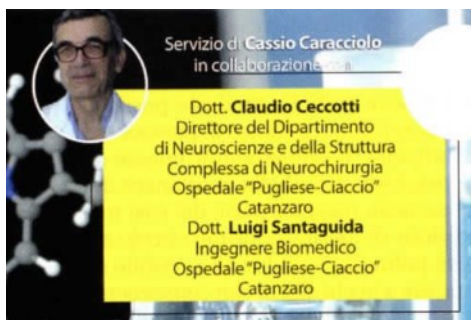 Servizio di Cassio Caracciolo
in collaborazione con
Dott. Claudio Ceccotti
Direttore del Dipartimento
di Neuroscienze e della Struttura
Complessa di Neurochirurgia
Ospedale "Pugliese-Ciaccio"
Catanzaro
Dott. Luigi Santaguida
Ingegnere Biomedico
Ospedale "Pugliese-Ciaccio"
Catanzaro